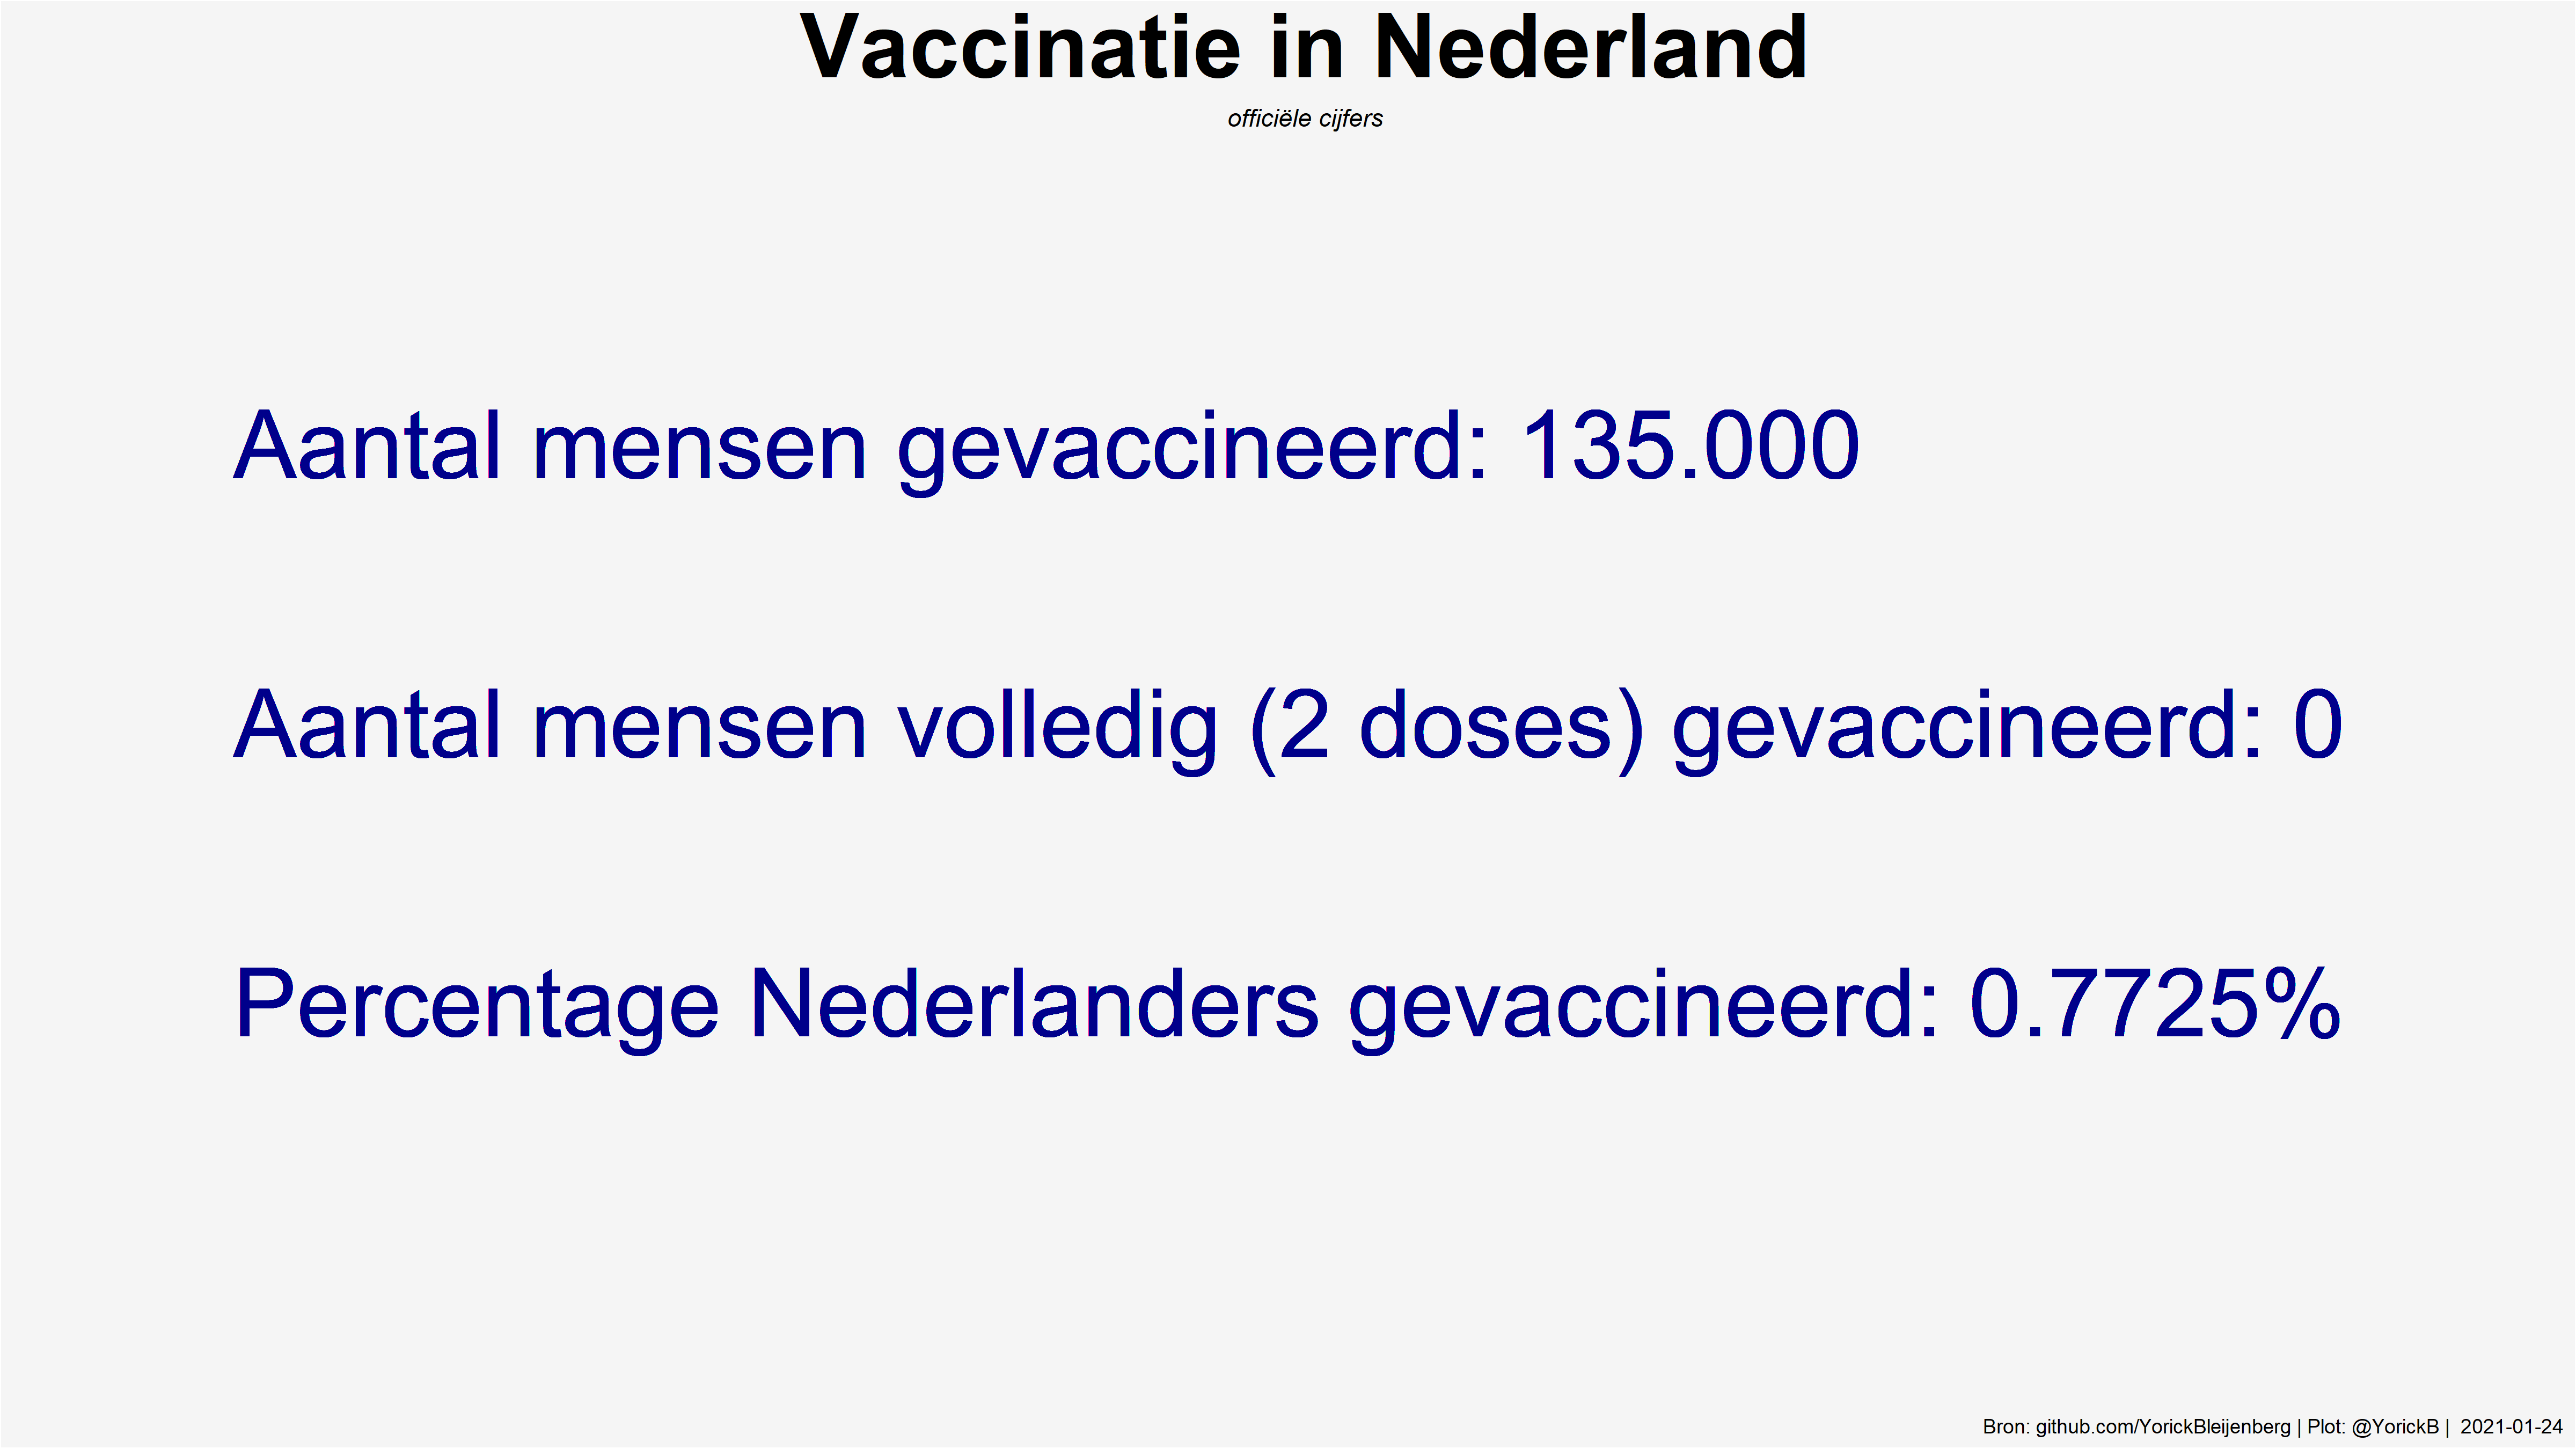 Vaccinatie in Nederland
officiële cijfers
Aantal mensen gevaccineerd: 135.000
Aantal mensen volledig (2 doses) gevaccineerd: 0
Percentage Nederlanders gevaccineerd: 0.7725%
Bron: github.com/YorickBleijenberg | Plot: @YorickB | 2021-01-24